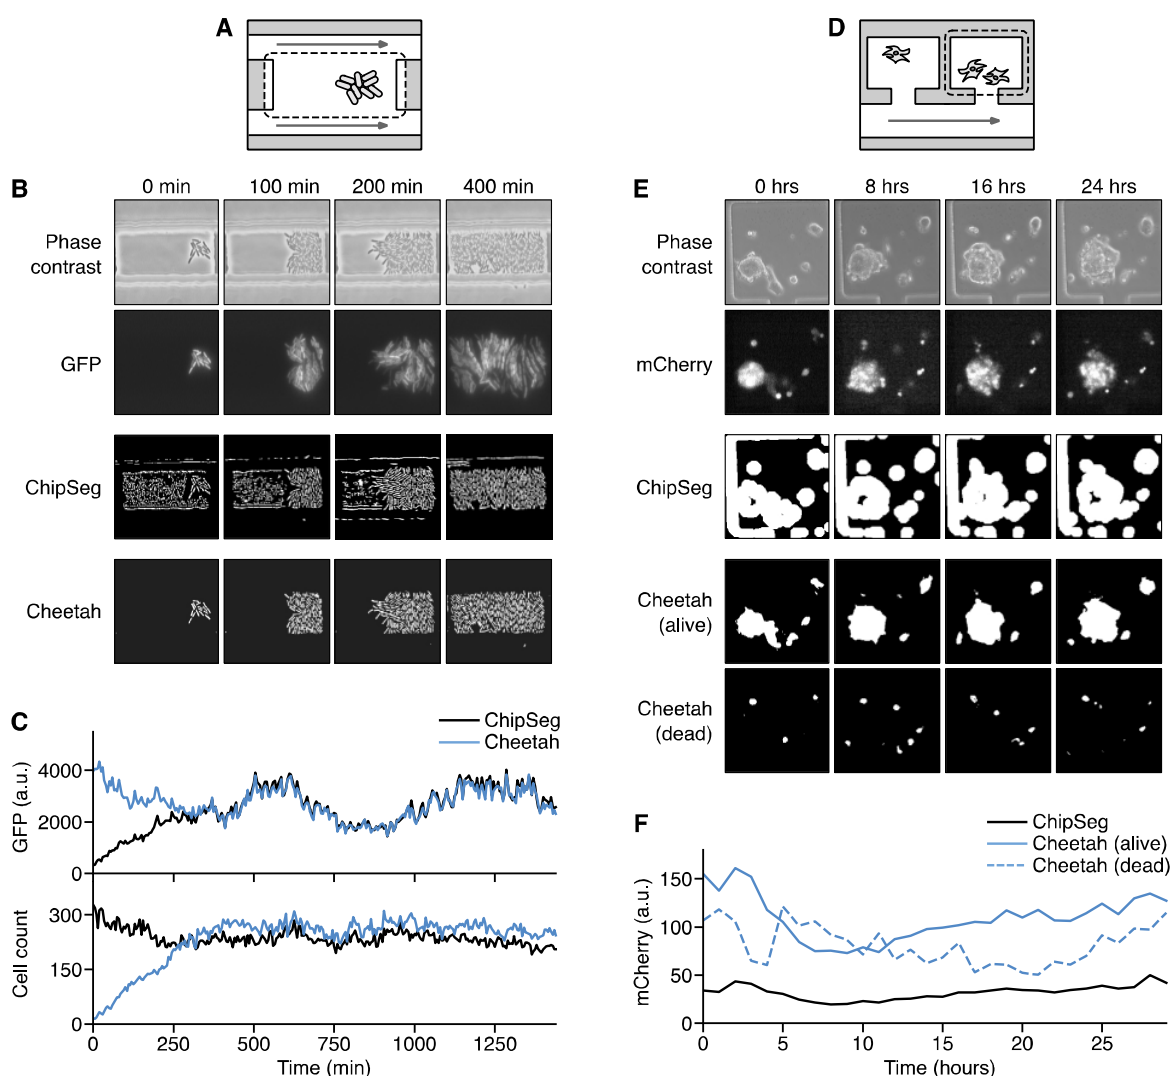 A
D
B
0 min 100 min 200 min 400 min
Phase
contrast
GFP
ChipSeg
Cheetah
E
0 hrs 8 hrs 16 hrs 24 hrs
Phase
contrast
mCherry
ChipSeg
Cheetah
(alive)
Cheetah
(dead)
C
ChipSeg
Cheetah
GFP (a.u.)
4000
2000
0
Cell count
300
150
0
0 250 500 750 1000 1250
Time (min)
F
ChipSeg
Cheetah (alive)
Cheetah (dead)
mCherry (a.u.)
150
100
50
0
0 5 10 15 20 25
Time (hours)